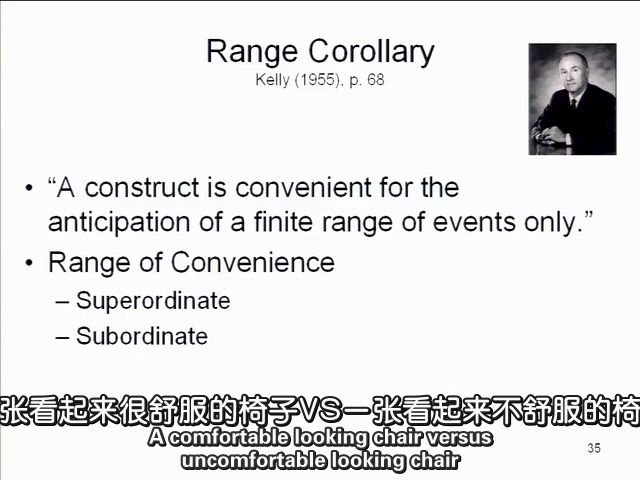 Range Corollary
Kelly (1955), p. 68
• “A construct is convenient for the
anticipation of a finite range of events only.”
• Range of Convenience
– Superordinate
– Subordinate
张看起来很舒服的椅子VS一张看起来不舒服的椅
A comfortable looking chair versus
uncomfortable looking chair
35